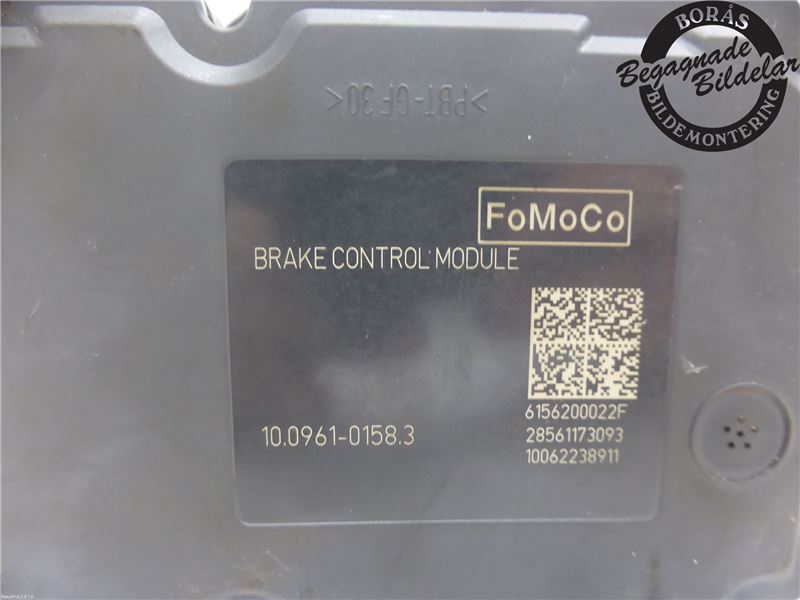 BORÅS
Begagnade
Bildelar
BILDEMONTERING
>PBT-GF30<
FoMoCo
BRAKE CONTROL MODULE
6156200022F
10.0961-0158.3
28561173093
10062238911